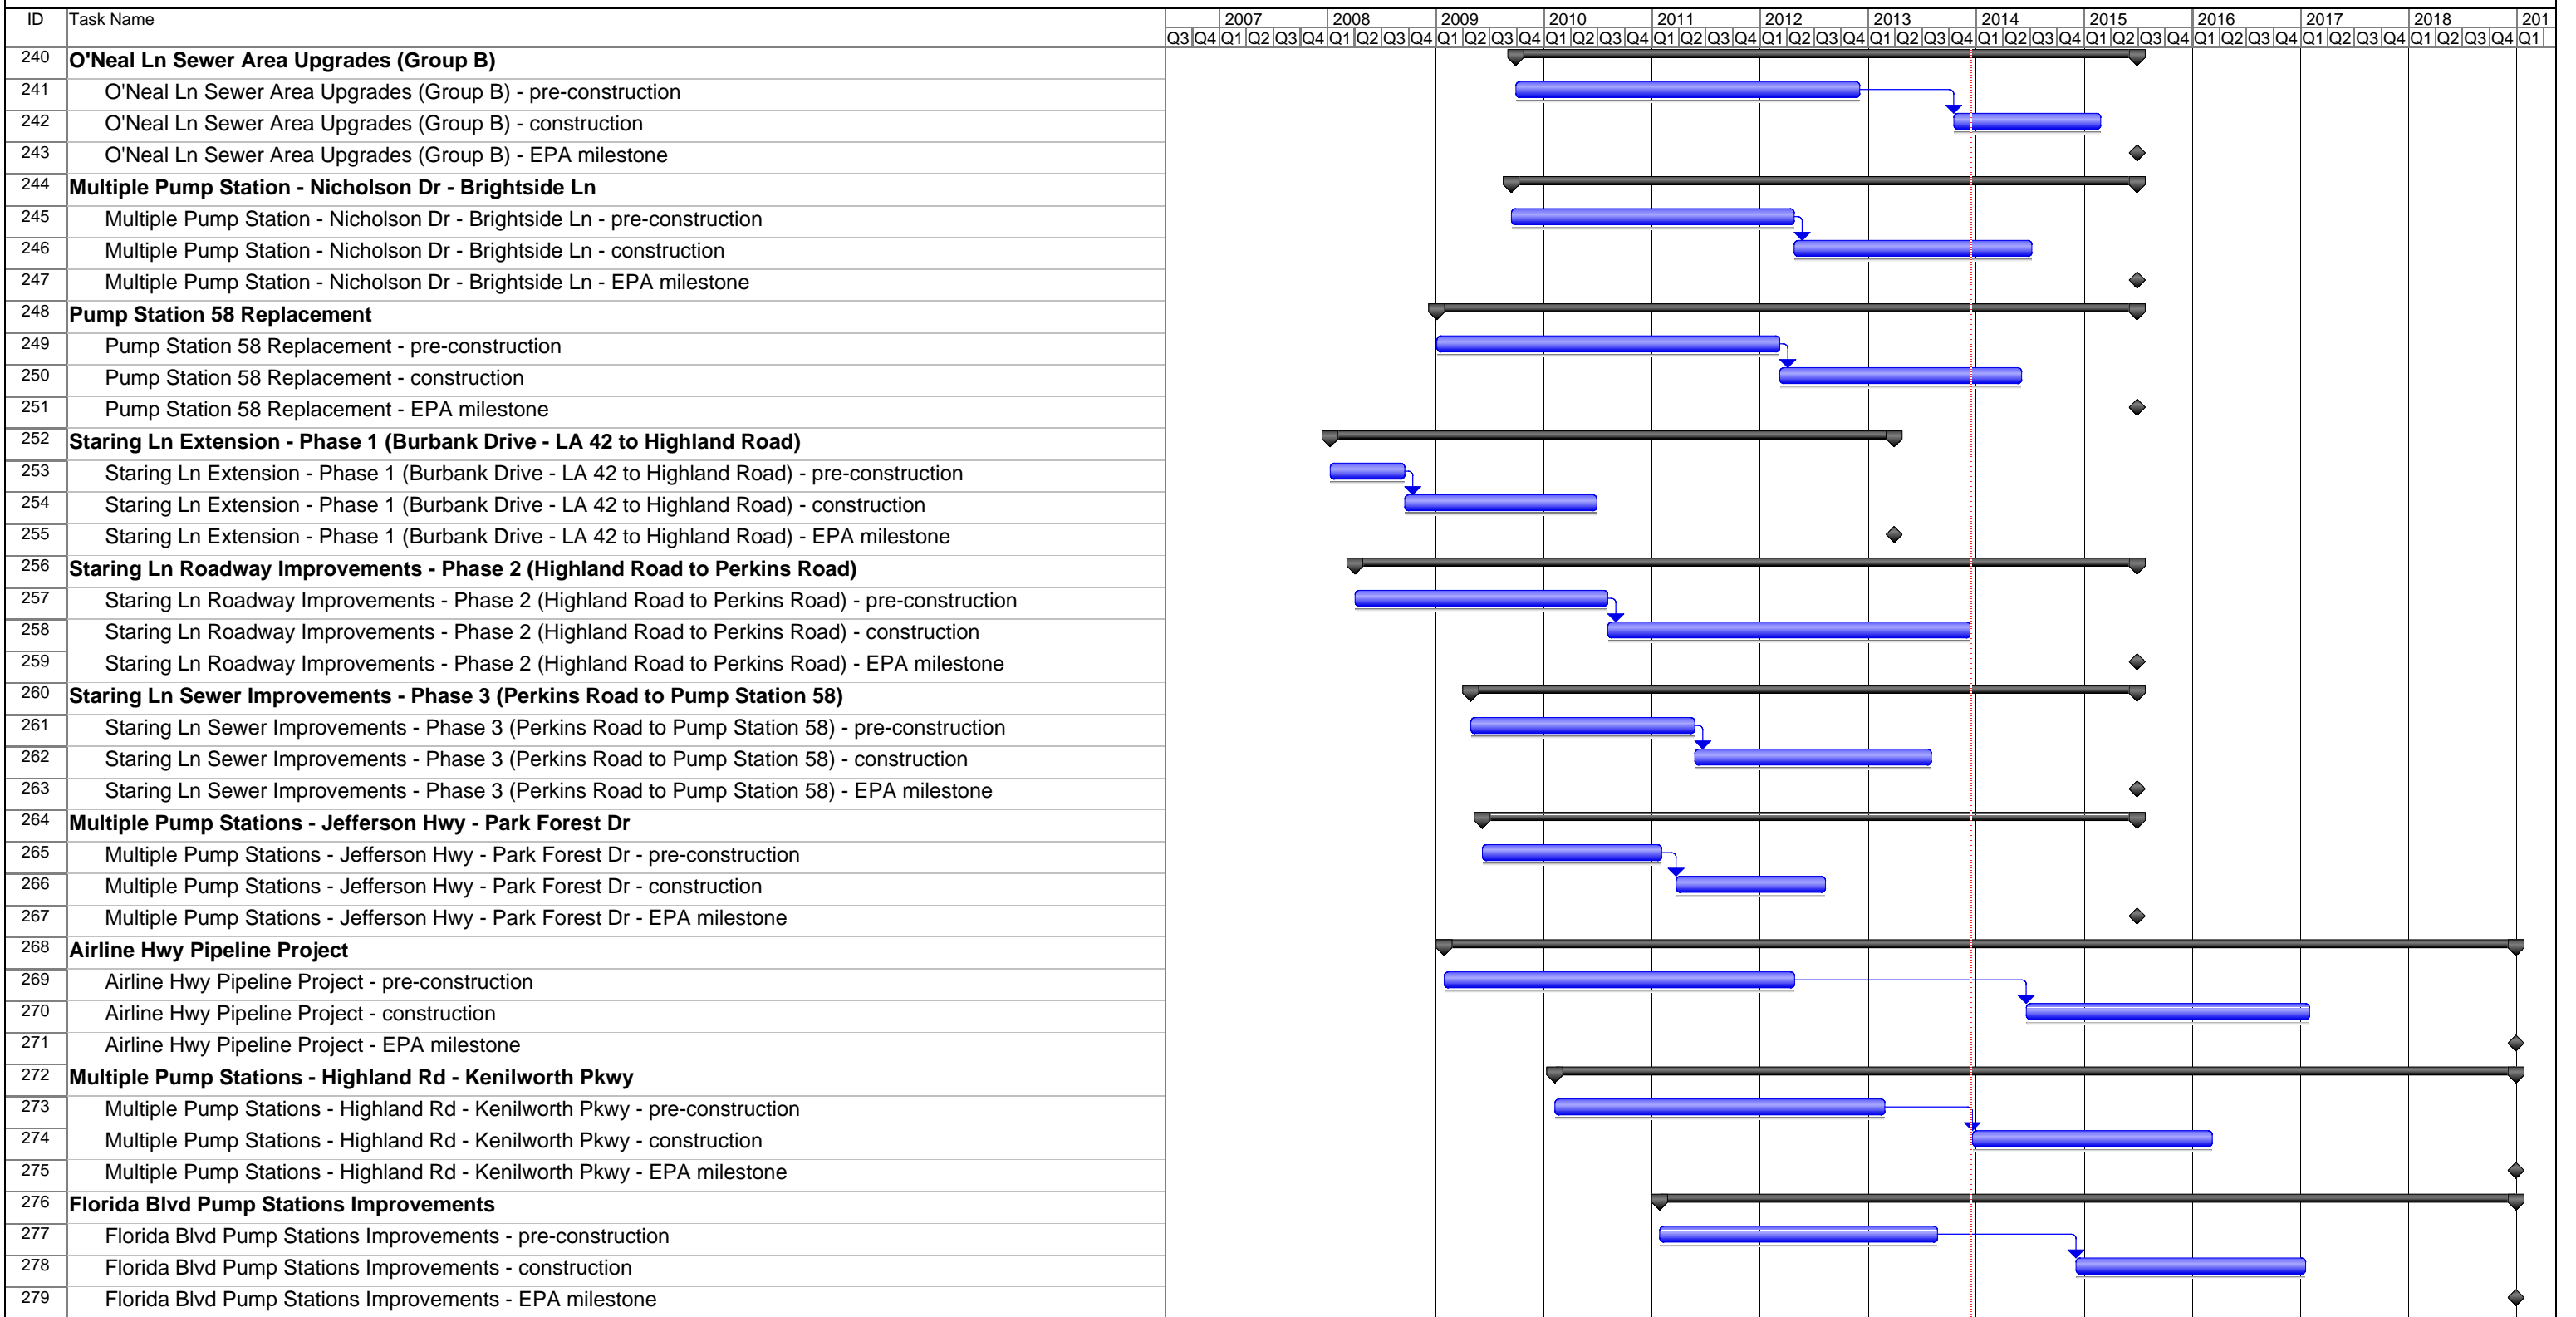 ID Task Name 2007 2008 2009 2010 2011 2012 2013 2014 2015 2016 2017 2018 201
Q3 Q4 Q1 Q2 Q3 Q4 Q1 Q2 Q3 Q4 Q1 Q2 Q3 Q4 Q1 Q2 Q3 Q4 Q1 Q2 Q3 Q4 Q1 Q2 Q3 Q4 Q1 Q2 Q3 Q4 Q1 Q2 Q3 Q4 Q1 Q2 Q3 Q4 Q1 Q2 Q3 Q4 Q1 Q2 Q3 Q4 Q1 Q2 Q3 Q4 Q1
240 O'Neal Ln Sewer Area Upgrades (Group B)
241 O'Neal Ln Sewer Area Upgrades (Group B) - pre-construction
242 O'Neal Ln Sewer Area Upgrades (Group B) - construction
243 O'Neal Ln Sewer Area Upgrades (Group B) - EPA milestone
244 Multiple Pump Station - Nicholson Dr - Brightside Ln
245 Multiple Pump Station - Nicholson Dr - Brightside Ln - pre-construction
246 Multiple Pump Station - Nicholson Dr - Brightside Ln - construction
247 Multiple Pump Station - Nicholson Dr - Brightside Ln - EPA milestone
248 Pump Station 58 Replacement
249 Pump Station 58 Replacement - pre-construction
250 Pump Station 58 Replacement - construction
251 Pump Station 58 Replacement - EPA milestone
252 Staring Ln Extension - Phase 1 (Burbank Drive - LA 42 to Highland Road)
253 Staring Ln Extension - Phase 1 (Burbank Drive - LA 42 to Highland Road) - pre-construction
254 Staring Ln Extension - Phase 1 (Burbank Drive - LA 42 to Highland Road) - construction
255 Staring Ln Extension - Phase 1 (Burbank Drive - LA 42 to Highland Road) - EPA milestone
256 Staring Ln Roadway Improvements - Phase 2 (Highland Road to Perkins Road)
257 Staring Ln Roadway Improvements - Phase 2 (Highland Road to Perkins Road) - pre-construction
258 Staring Ln Roadway Improvements - Phase 2 (Highland Road to Perkins Road) - construction
259 Staring Ln Roadway Improvements - Phase 2 (Highland Road to Perkins Road) - EPA milestone
260 Staring Ln Sewer Improvements - Phase 3 (Perkins Road to Pump Station 58)
261 Staring Ln Sewer Improvements - Phase 3 (Perkins Road to Pump Station 58) - pre-construction
262 Staring Ln Sewer Improvements - Phase 3 (Perkins Road to Pump Station 58) - construction
263 Staring Ln Sewer Improvements - Phase 3 (Perkins Road to Pump Station 58) - EPA milestone
264 Multiple Pump Stations - Jefferson Hwy - Park Forest Dr
265 Multiple Pump Stations - Jefferson Hwy - Park Forest Dr - pre-construction
266 Multiple Pump Stations - Jefferson Hwy - Park Forest Dr - construction
267 Multiple Pump Stations - Jefferson Hwy - Park Forest Dr - EPA milestone
268 Airline Hwy Pipeline Project
269 Airline Hwy Pipeline Project - pre-construction
270 Airline Hwy Pipeline Project - construction
271 Airline Hwy Pipeline Project - EPA milestone
272 Multiple Pump Stations - Highland Rd - Kenilworth Pkwy
273 Multiple Pump Stations - Highland Rd - Kenilworth Pkwy - pre-construction
274 Multiple Pump Stations - Highland Rd - Kenilworth Pkwy - construction
275 Multiple Pump Stations - Highland Rd - Kenilworth Pkwy - EPA milestone
276 Florida Blvd Pump Stations Improvements
277 Florida Blvd Pump Stations Improvements - pre-construction
278 Florida Blvd Pump Stations Improvements - construction
279 Florida Blvd Pump Stations Improvements - EPA milestone